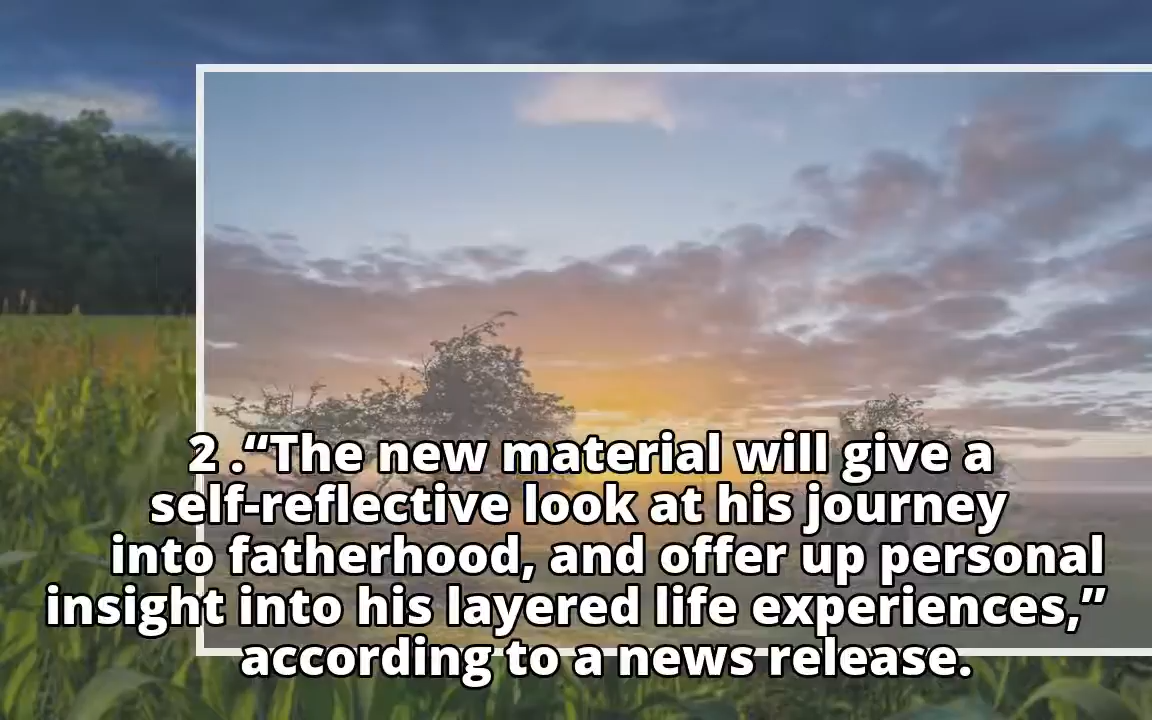 2 .“The new material will give a
self-reflective look at his journey
into fatherhood, and offer up personal
insight into his layered life experiences,”
according to a news release.